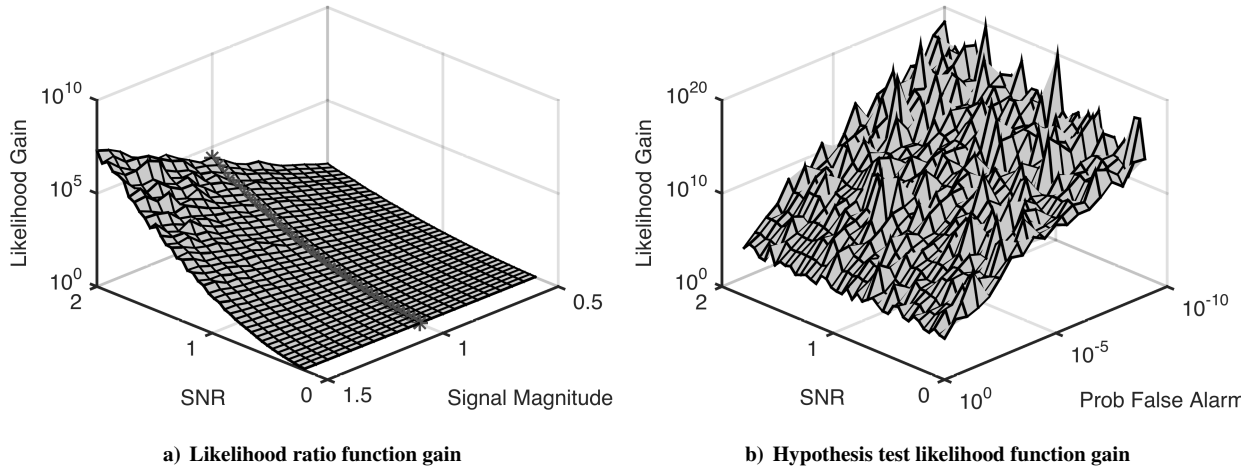 10^10
10^5
10^0
Likelihood Gain
2
1
0
SNR
1.5
1
0.5
Signal Magnitude
a) Likelihood ratio function gain
10^20
10^10
10^0
Likelihood Gain
2
1
0
SNR
10^0
10^-5
10^-10
Prob False Alarm
b) Hypothesis test likelihood function gain